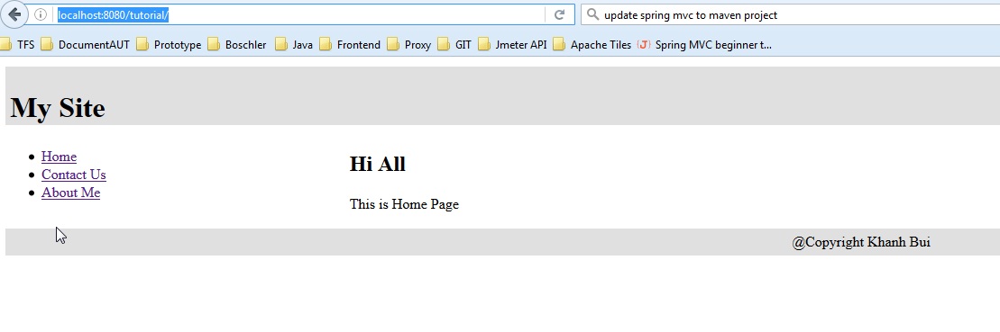 localhost:8080/tutorial/ update spring mvc to maven project
TFS DocumentAUT Prototype Boschler Java Frontend Proxy GIT Jmeter API Apache Tiles (J) Spring MVC beginner t...
My Site
Home
Contact Us
About Me
Hi All
This is Home Page
@Copyright Khanh Bui